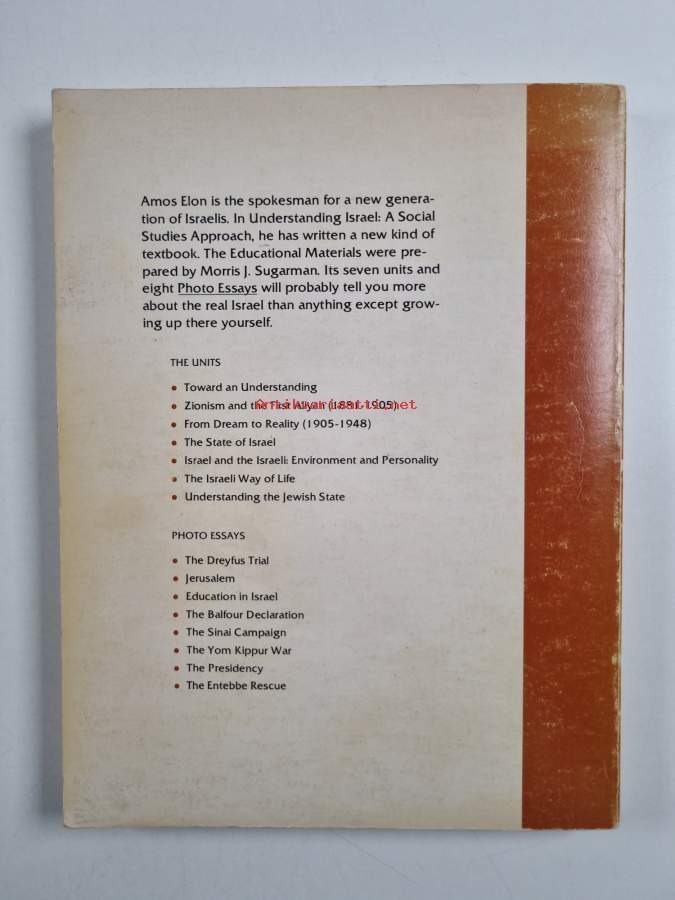 Amos Elon is the spokesman for a new genera-
tion of Israelis. In Understanding Israel: A Social
Studies Approach, he has written a new kind of
textbook. The Educational Materials were pre-
pared by Morris J. Sugarman. Its seven units and
eight Photo Essays will probably tell you more
about the real Israel than anything except grow-
ing up there yourself.
THE UNITS
• Toward an Understanding
• Zionism and the First Aliyah (1881-1905)
Antikvariaatti.net
• From Dream to Reality (1905-1948)
• The State of Israel
• Israel and the Israeli: Environment and Personality
• The Israeli Way of Life
• Understanding the Jewish State
PHOTO ESSAYS
• The Dreyfus Trial
• Jerusalem
• Education in Israel
• The Balfour Declaration
• The Sinai Campaign
• The Yom Kippur War
• The Presidency
• The Entebbe Rescue